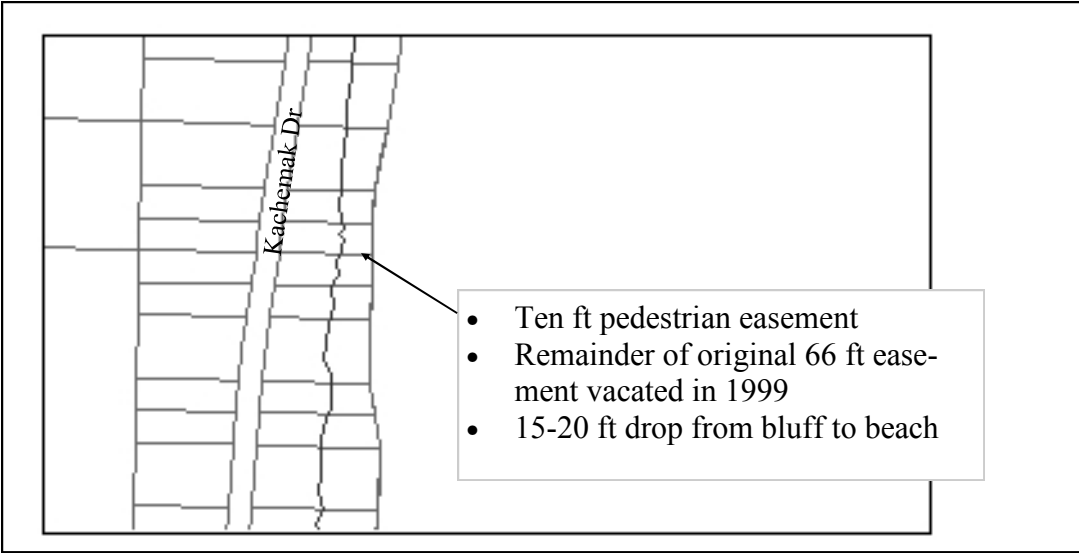 Kachemak Dr
• Ten ft pedestrian easement
• Remainder of original 66 ft ease-
ment vacated in 1999
• 15-20 ft drop from bluff to beach